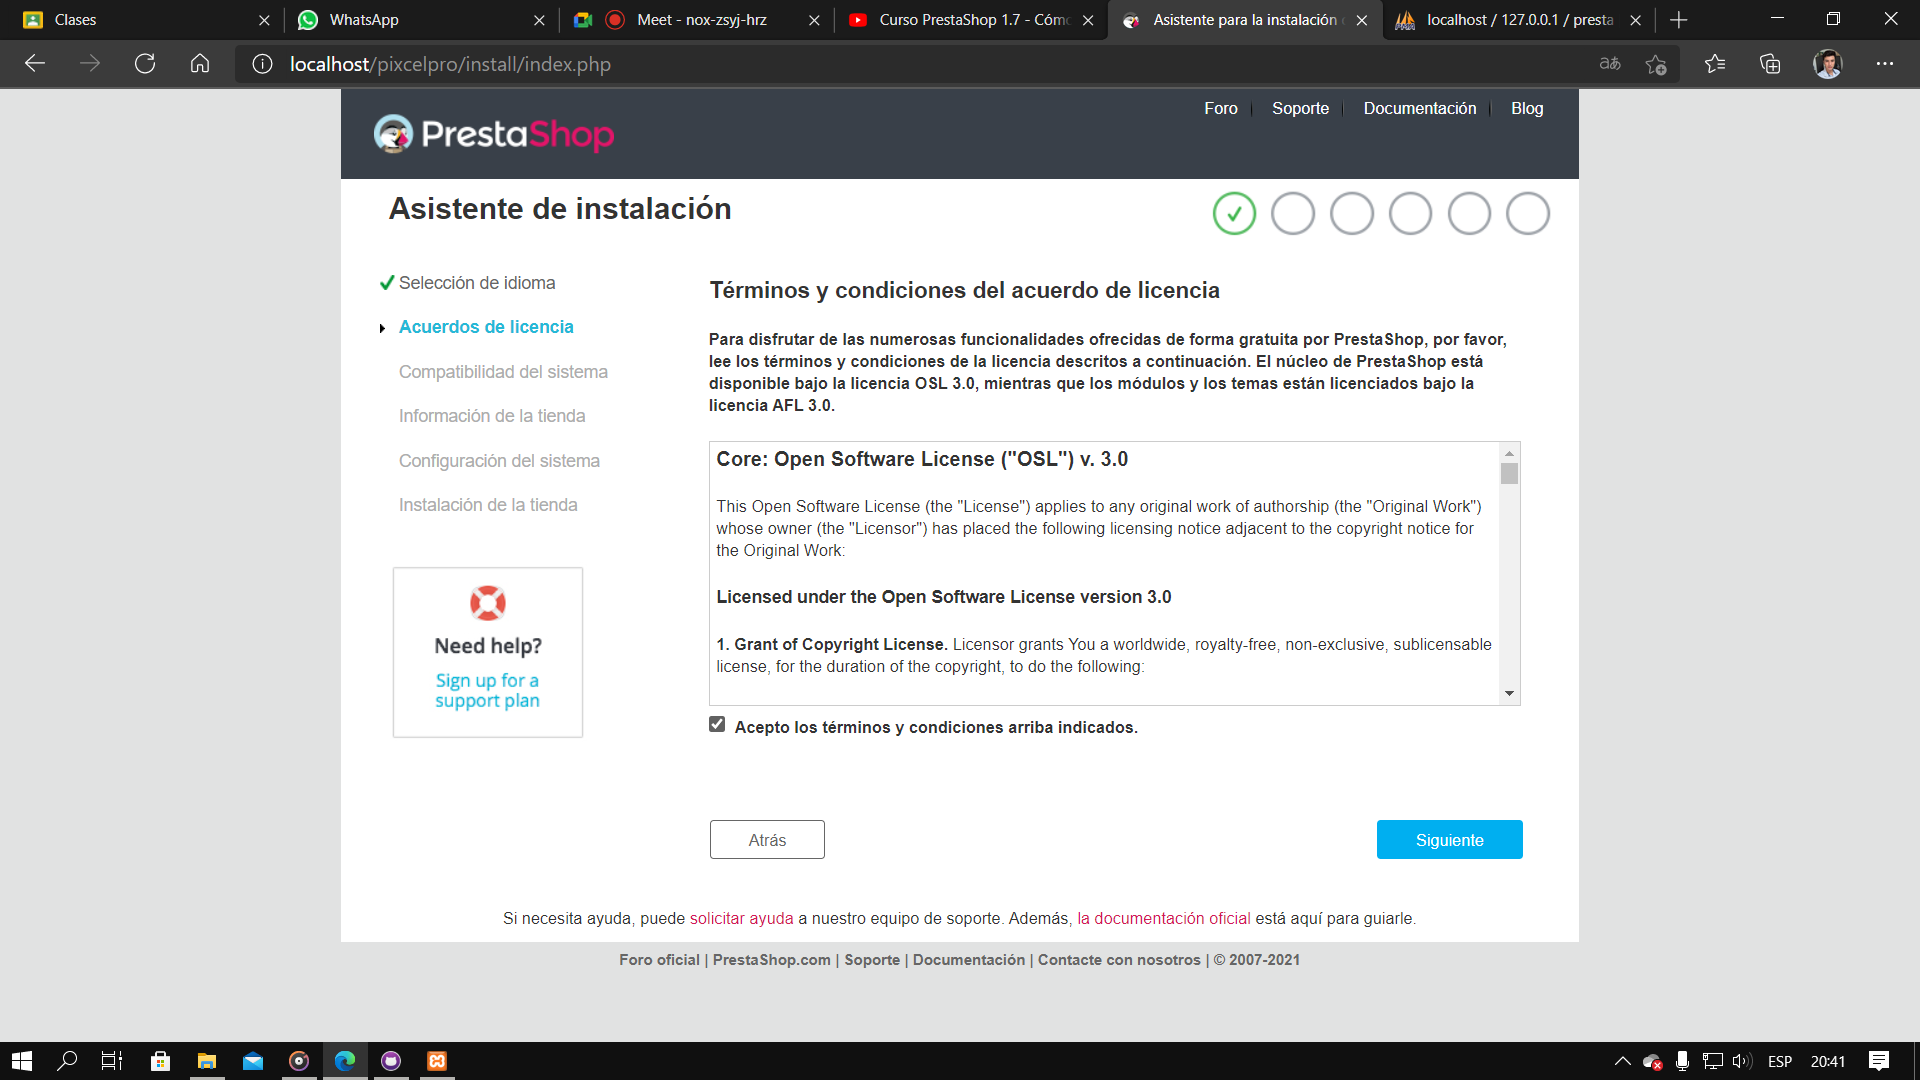 Clases
WhatsApp
Meet - nox-zsyj-hrz
Curso PrestaShop 1.7 - Cómo
Asistente para la instalación
localhost / 127.0.0.1 / presta
localhost/pixcelpro/install/index.php
PrestaShop
Foro
Soporte
Documentación
Blog
Asistente de instalación
Selección de idioma
Acuerdos de licencia
Compatibilidad del sistema
Información de la tienda
Configuración del sistema
Instalación de la tienda
Need help?
Sign up for a
support plan
Términos y condiciones del acuerdo de licencia
Para disfrutar de las numerosas funcionalidades ofrecidas de forma gratuita por PrestaShop, por favor,
lee los términos y condiciones de la licencia descritos a continuación. El núcleo de PrestaShop está
disponible bajo la licencia OSL 3.0, mientras que los módulos y los temas están licenciados bajo la
licencia AFL 3.0.
Core: Open Software License ("OSL") v. 3.0
This Open Software License (the "License") applies to any original work of authorship (the "Original Work")
whose owner (the "Licensor") has placed the following licensing notice adjacent to the copyright notice for
the Original Work:
Licensed under the Open Software License version 3.0
1. Grant of Copyright License. Licensor grants You a worldwide, royalty-free, non-exclusive, sublicensable
license, for the duration of the copyright, to do the following:
Acepto los términos y condiciones arriba indicados.
Atrás
Siguiente
Si necesita ayuda, puede solicitar ayuda a nuestro equipo de soporte. Además, la documentación oficial está aquí para guiarle.
Foro oficial | PrestaShop.com | Soporte | Documentación | Contacte con nosotros | © 2007-2021
ESP
20:41